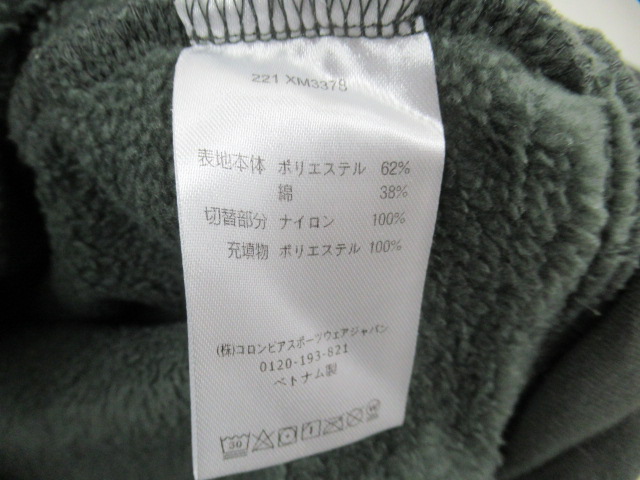 221 XM3378
表地本体 ポリエステル 62%
綿 38%
切替部分 ナイロン 100%
充填物 ポリエステル 100%
(株)コロンビアスポーツウェアジャパン
0120-193-821
ベトナム製
30